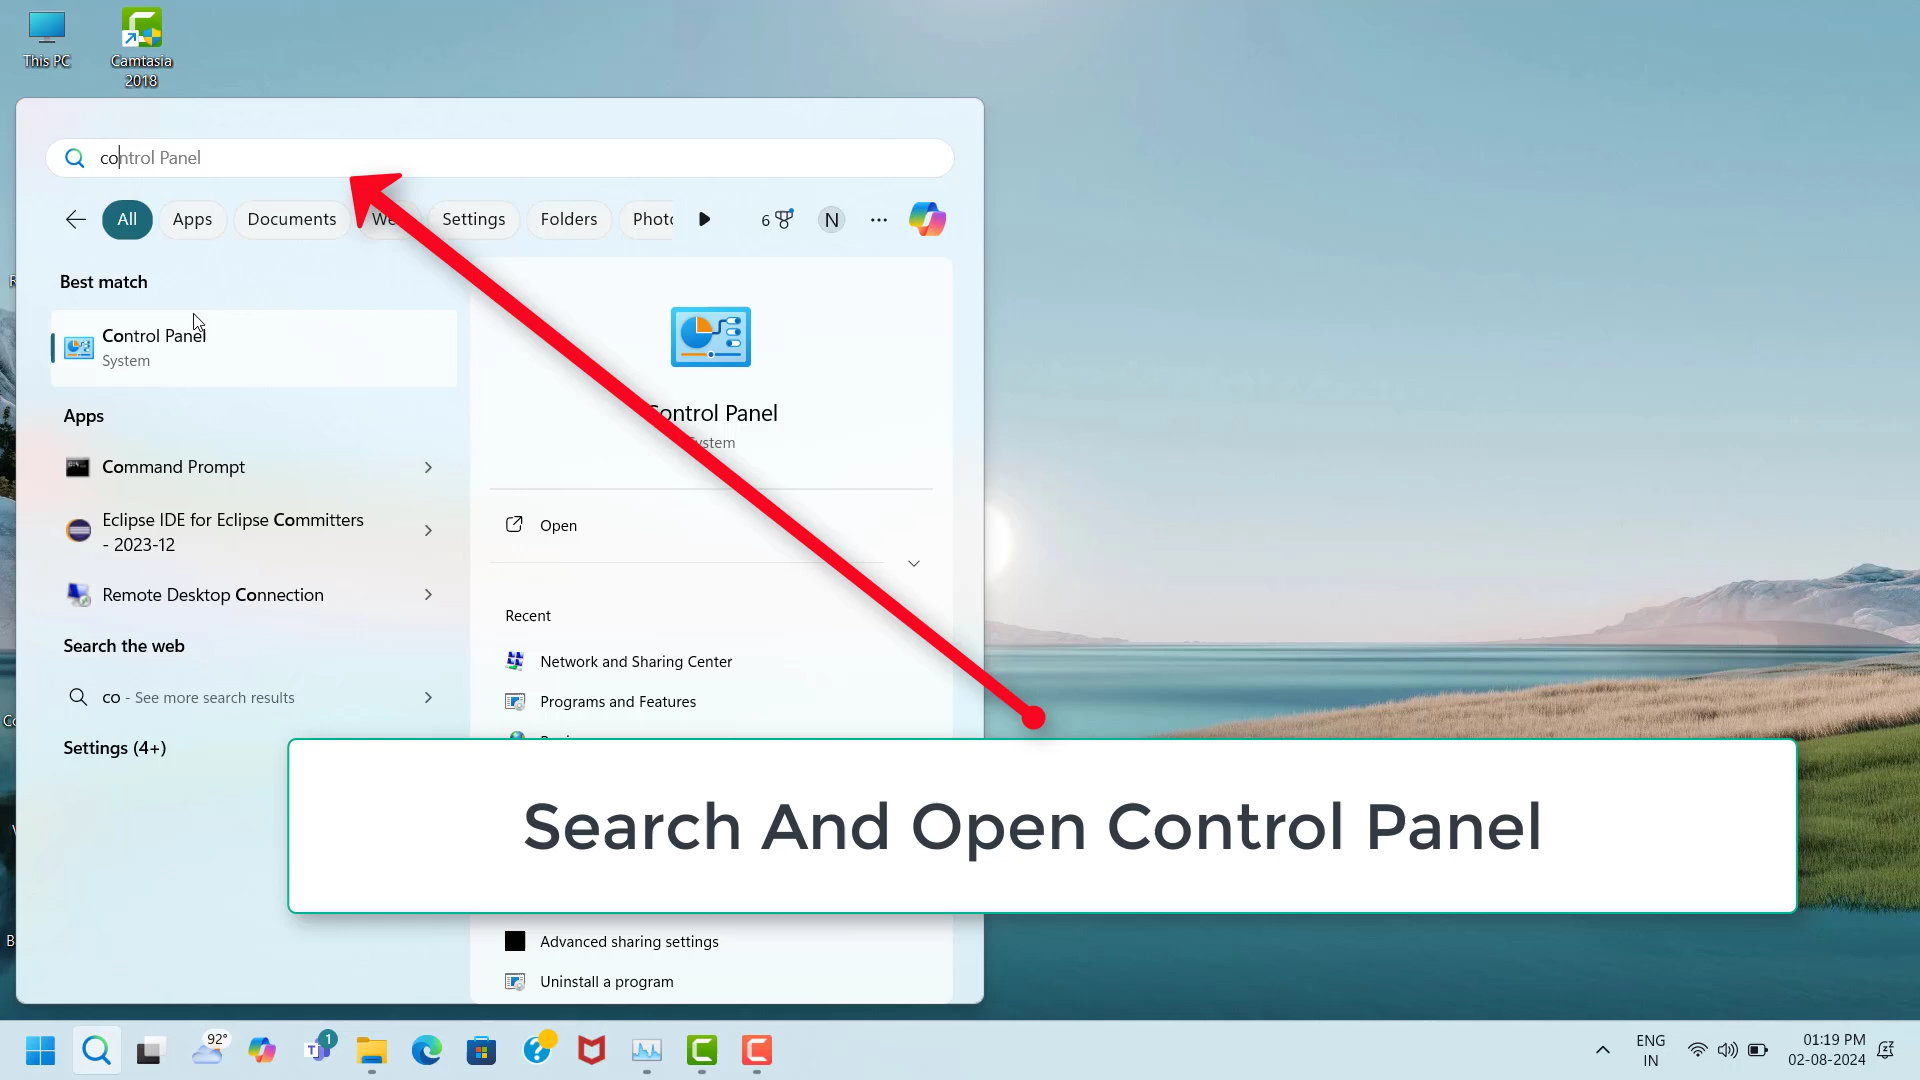 This PC
Camtasia
2018
control Panel
All
Apps
Documents
Settings
Folders
6
N
Best match
Control Panel
System
Apps
Command Prompt
Eclipse IDE for Eclipse Committers
- 2023-12
Remote Desktop Connection
Search the web
co - See more search results
Settings (4+)
Control Panel
System
Open
Recent
Network and Sharing Center
Programs and Features
Search And Open Control Panel
Advanced sharing settings
Uninstall a program
92°
1
ENG
IN
01:19 PM
02-08-2024